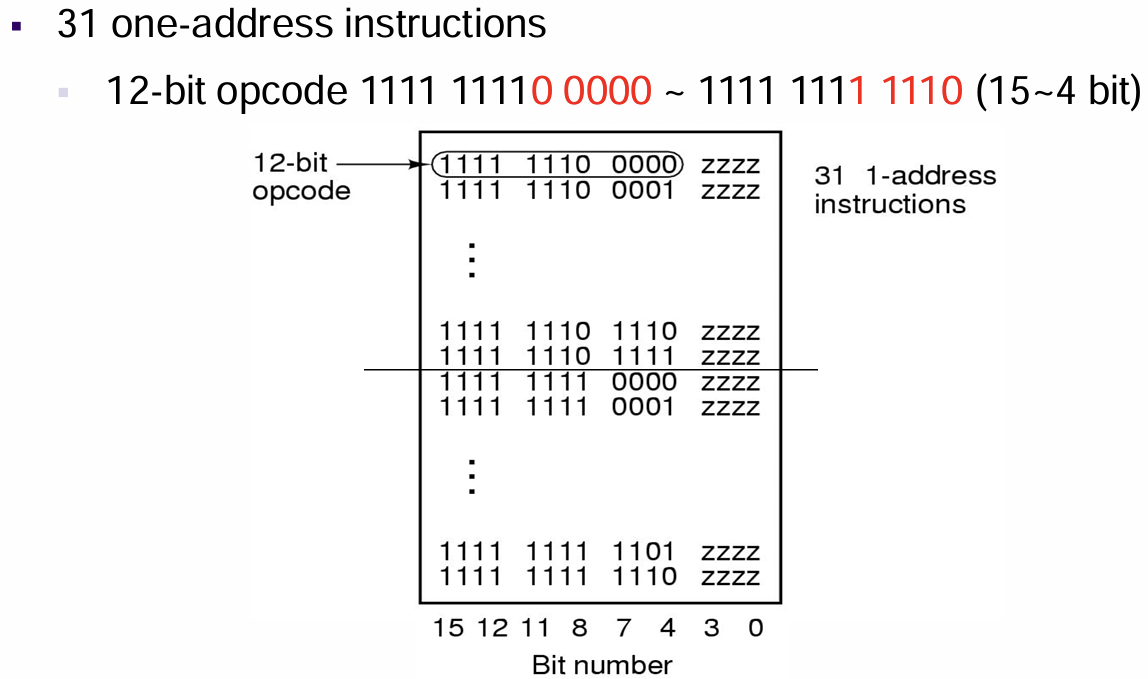 ▪ 31 one-address instructions
▪ 12-bit opcode 1111 11110 0000 ~ 1111 1111 1110 (15~4 bit)
12-bit opcode
1111 1110 0000 zzzz
1111 1110 0001 zzzz
⋮
1111 1110 1110 zzzz
1111 1110 1111 zzzz
1111 1111 0000 zzzz
1111 1111 0001 zzzz
⋮
1111 1111 1101 zzzz
1111 1111 1110 zzzz
31 1-address
instructions
15 12 11 8 7 4 3 0
Bit number